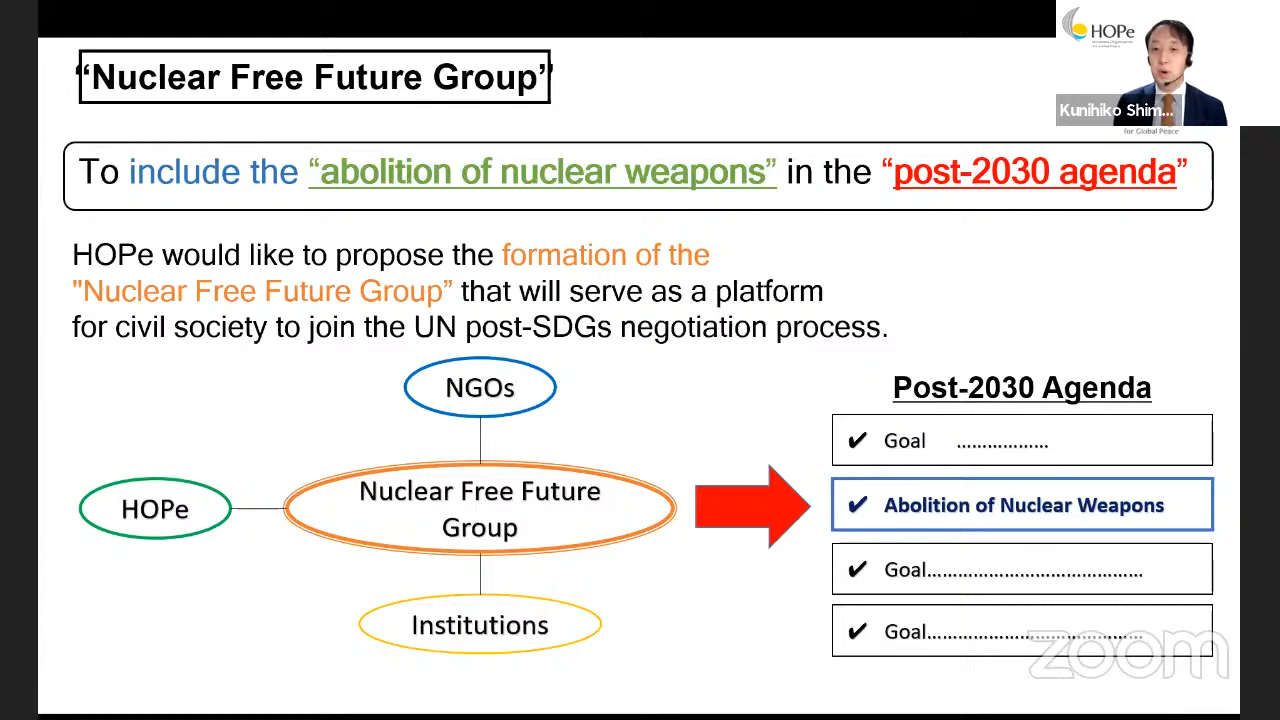 “Nuclear Free Future Group”
HOPe
Kunihiko Shim...
for Global Peace
To include the “abolition of nuclear weapons” in the “post-2030 agenda”
HOPe would like to propose the formation of the
"Nuclear Free Future Group” that will serve as a platform
for civil society to join the UN post-SDGs negotiation process.
NGOs
HOPe
Nuclear Free Future
Group
Institutions
Post-2030 Agenda
✔ Goal ………………
✔ Abolition of Nuclear Weapons
✔ Goal……………………………………
✔ Goal……………………………………
zoom